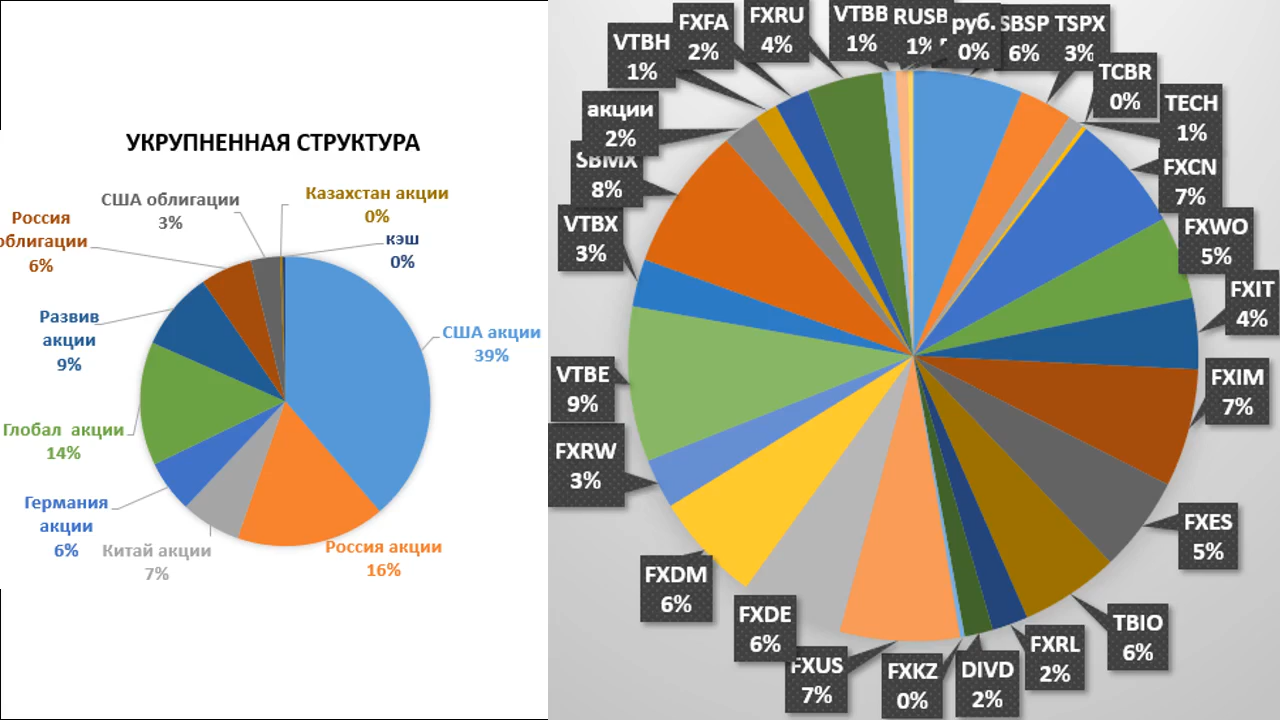 УКРУПНЕННАЯ СТРУКТУРА
США облигации
3%
Казахстан акции
0%
кэш
0%
Россия
облигации
6%
Развив
акции
9%
США акции
39%
Глобал акции
14%
Германия
акции
6%
Китай акции
7%
Россия акции
16%
VTBH
1%
FXFA
2%
FXRU
4%
VTBB
1%
RUSB
1%
руб.
0%
SBSP
6%
TSPX
3%
TCBR
0%
TECH
1%
FXCN
7%
FXWO
5%
FXIT
4%
FXIM
7%
FXES
5%
TBIO
6%
FXRL
2%
DIVD
2%
FXKZ
0%
FXUS
7%
FXDE
6%
FXDM
6%
FXRW
3%
VTBE
9%
VTBX
3%
SBMX
8%
акции
2%